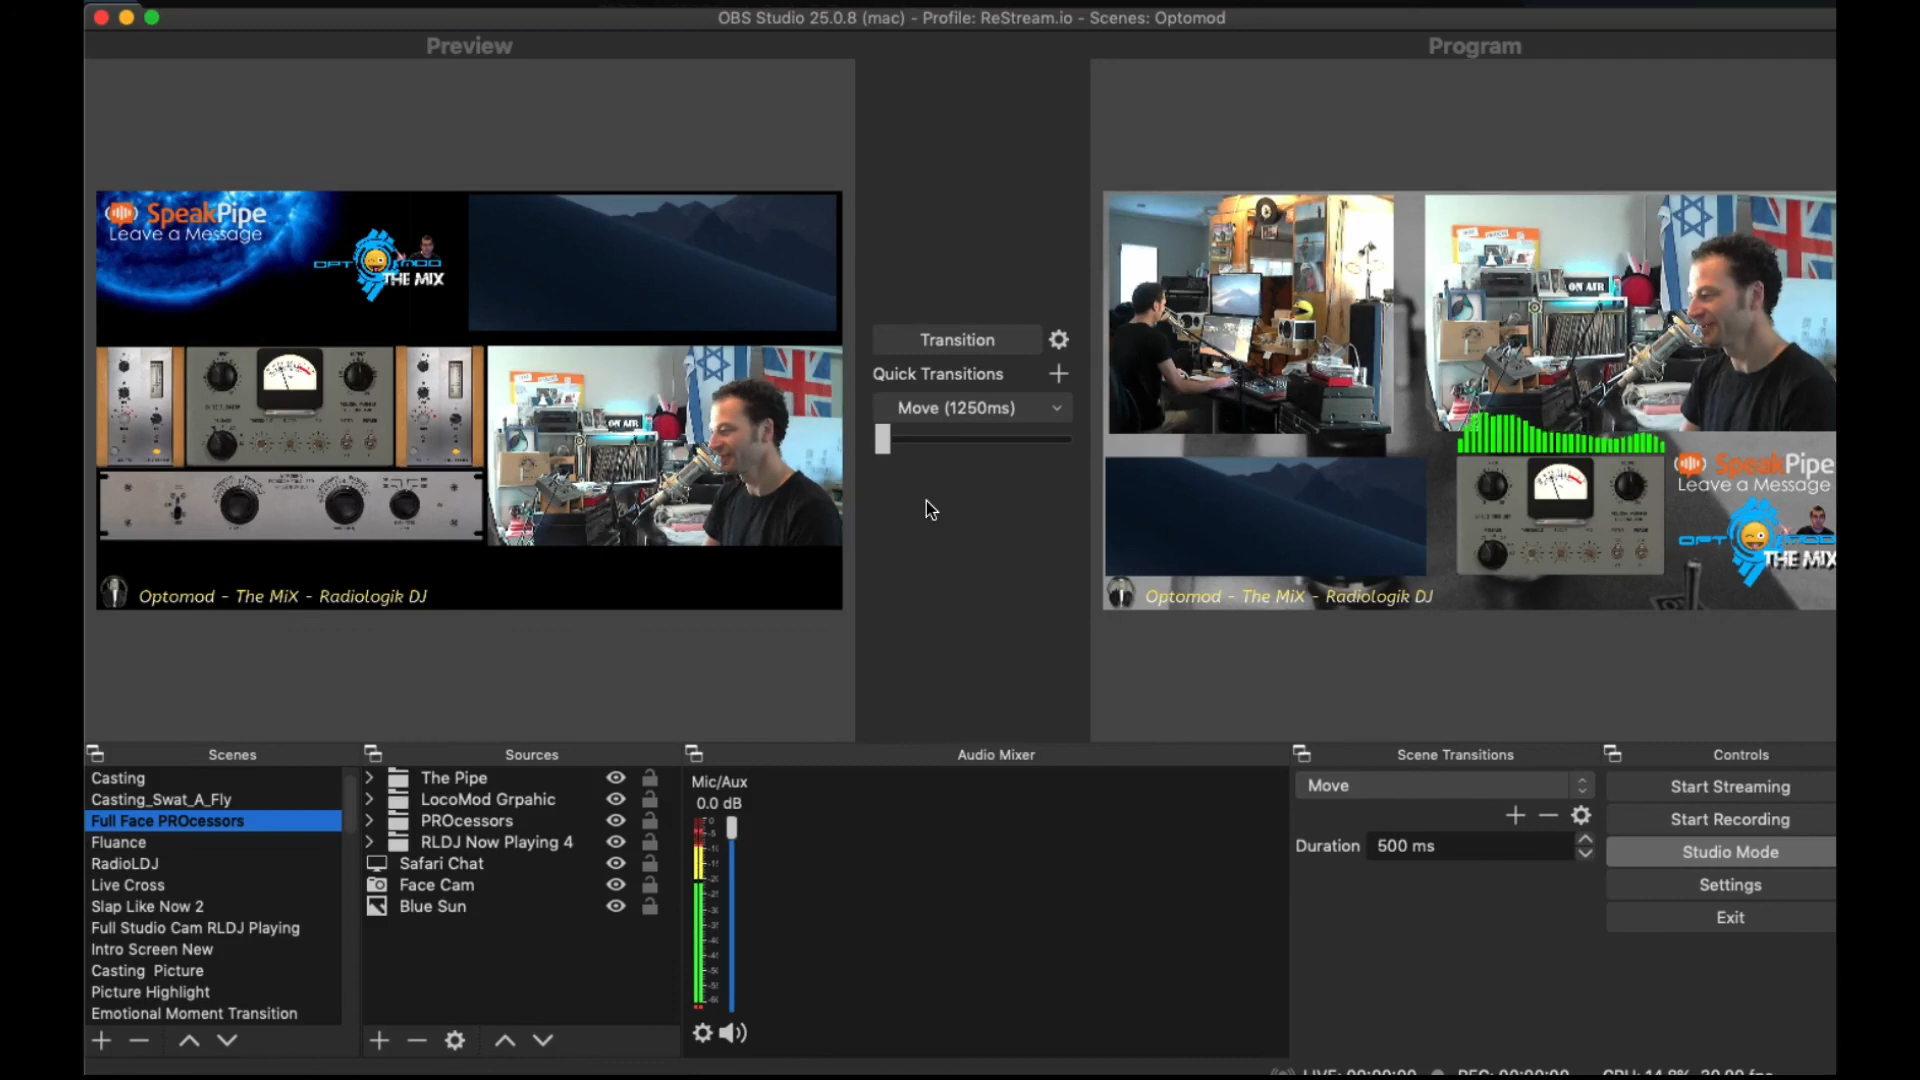 OBS Studio 25.0.8 (mac) - Profile: ReStream.io - Scenes: Optomod
Preview
Program
SpeakPipe
Leave a Message
THE MIX
ON AIR
Optomod - The MiX - Radiologik DJ
Transition
Quick Transitions
Move (1250ms)
ON AIR
SpeakPipe
Leave a Message
THE MIX
Optomod - The MiX - Radiologik DJ
Scenes
Casting
Casting_Swat_A_Fly
Full Face PROcessors
Fluance
RadioLDJ
Live Cross
Slap Like Now 2
Full Studio Cam RLDJ Playing
Intro Screen New
Casting Picture
Picture Highlight
Emotional Moment Transition
Sources
The Pipe
LocoMod Grpahic
PROcessors
RLDJ Now Playing 4
Safari Chat
Face Cam
Blue Sun
Audio Mixer
Mic/Aux
0.0 dB
Scene Transitions
Move
Duration 500 ms
Controls
Start Streaming
Start Recording
Studio Mode
Settings
Exit